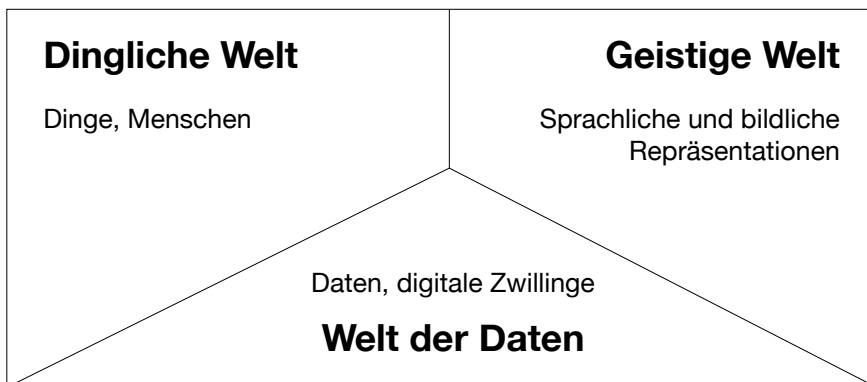 Dingliche Welt
Dinge, Menschen
Geistige Welt
Sprachliche und bildliche
Repräsentationen
Daten, digitale Zwillinge
Welt der Daten